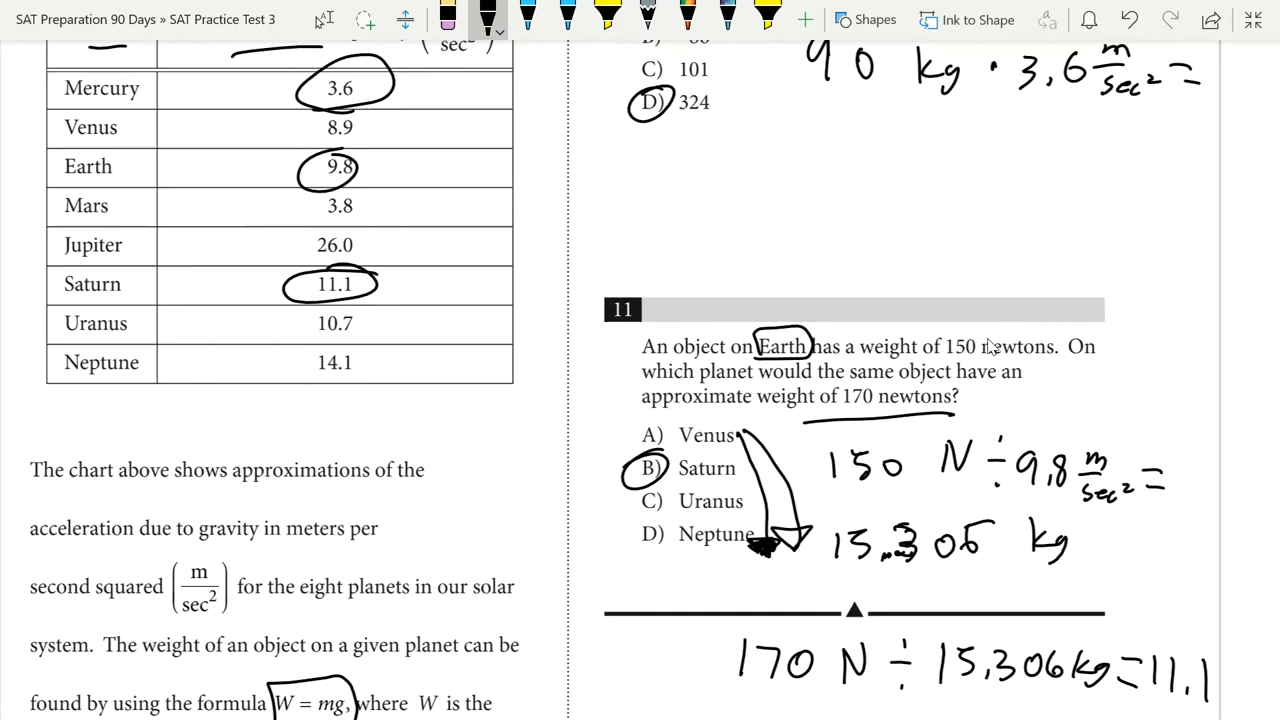 SAT Preparation 90 Days » SAT Practice Test 3
Shapes
Ink to Shape
sec²
Mercury 3.6
Venus 8.9
Earth 9.8
Mars 3.8
Jupiter 26.0
Saturn 11.1
Uranus 10.7
Neptune 14.1
The chart above shows approximations of the
acceleration due to gravity in meters per
second squared (m/sec²) for the eight planets in our solar
system. The weight of an object on a given planet can be
found by using the formula W = mg, where W is the
C) 101
D) 324
90 kg · 3,6 m/sec² =
11
An object on Earth has a weight of 150 newtons. On
which planet would the same object have an
approximate weight of 170 newtons?
A) Venus
B) Saturn
C) Uranus
D) Neptune
150 N ÷ 9,8 m/sec² =
15,306 kg
170 N ÷ 15,306 kg = 11.1